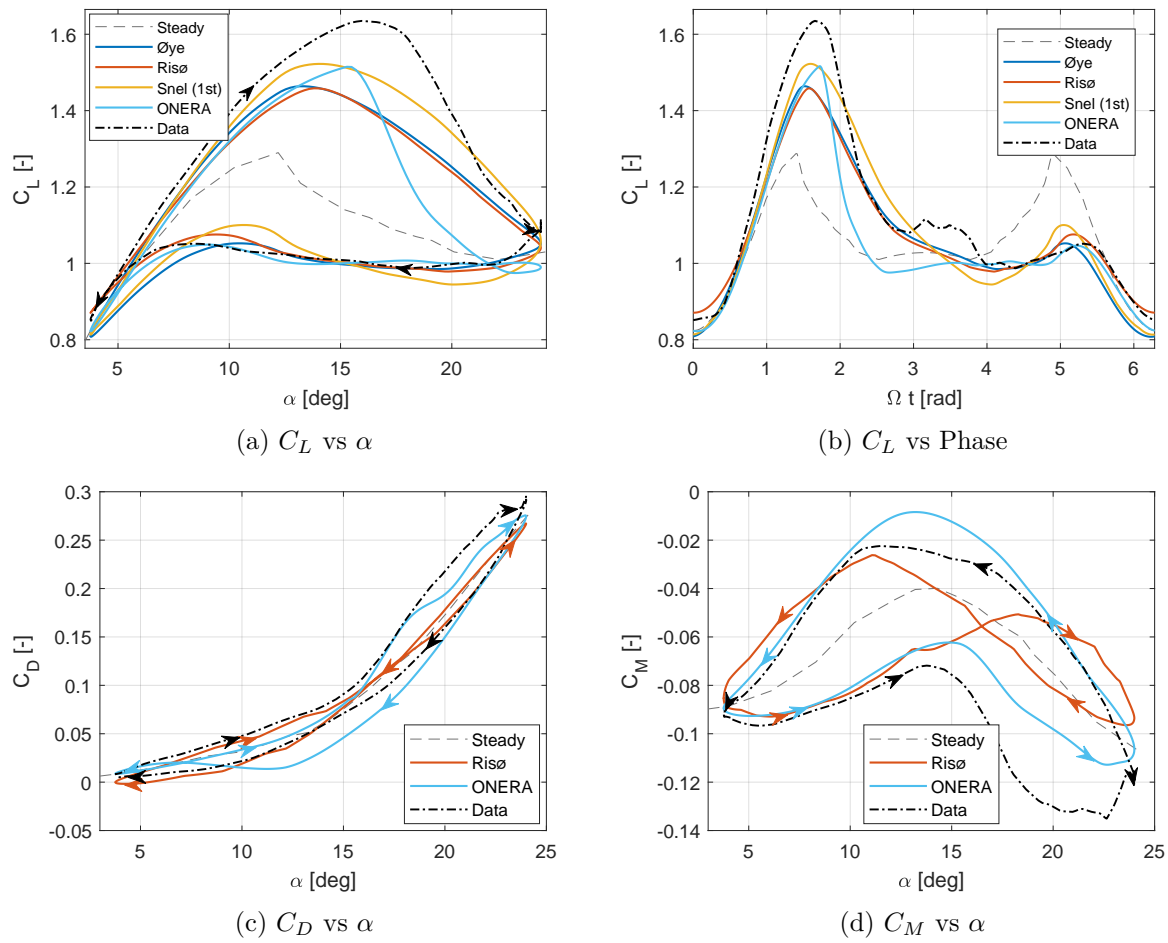 1.6
1.4
1.2
1
0.8
C_L [-]
Steady
Øye
Risø
Snel (1st)
ONERA
Data
5
10
15
20
α [deg]
(a) C_L vs α
1.6
1.4
1.2
1
0.8
C_L [-]
Steady
Øye
Risø
Snel (1st)
ONERA
Data
0
1
2
3
4
5
6
Ω t [rad]
(b) C_L vs Phase
0.3
0.25
0.2
0.15
0.1
0.05
0
-0.05
C_D [-]
Steady
Risø
ONERA
Data
5
10
15
20
25
α [deg]
(c) C_D vs α
0
-0.02
-0.04
-0.06
-0.08
-0.1
-0.12
-0.14
C_M [-]
Steady
Risø
ONERA
Data
5
10
15
20
25
α [deg]
(d) C_M vs α